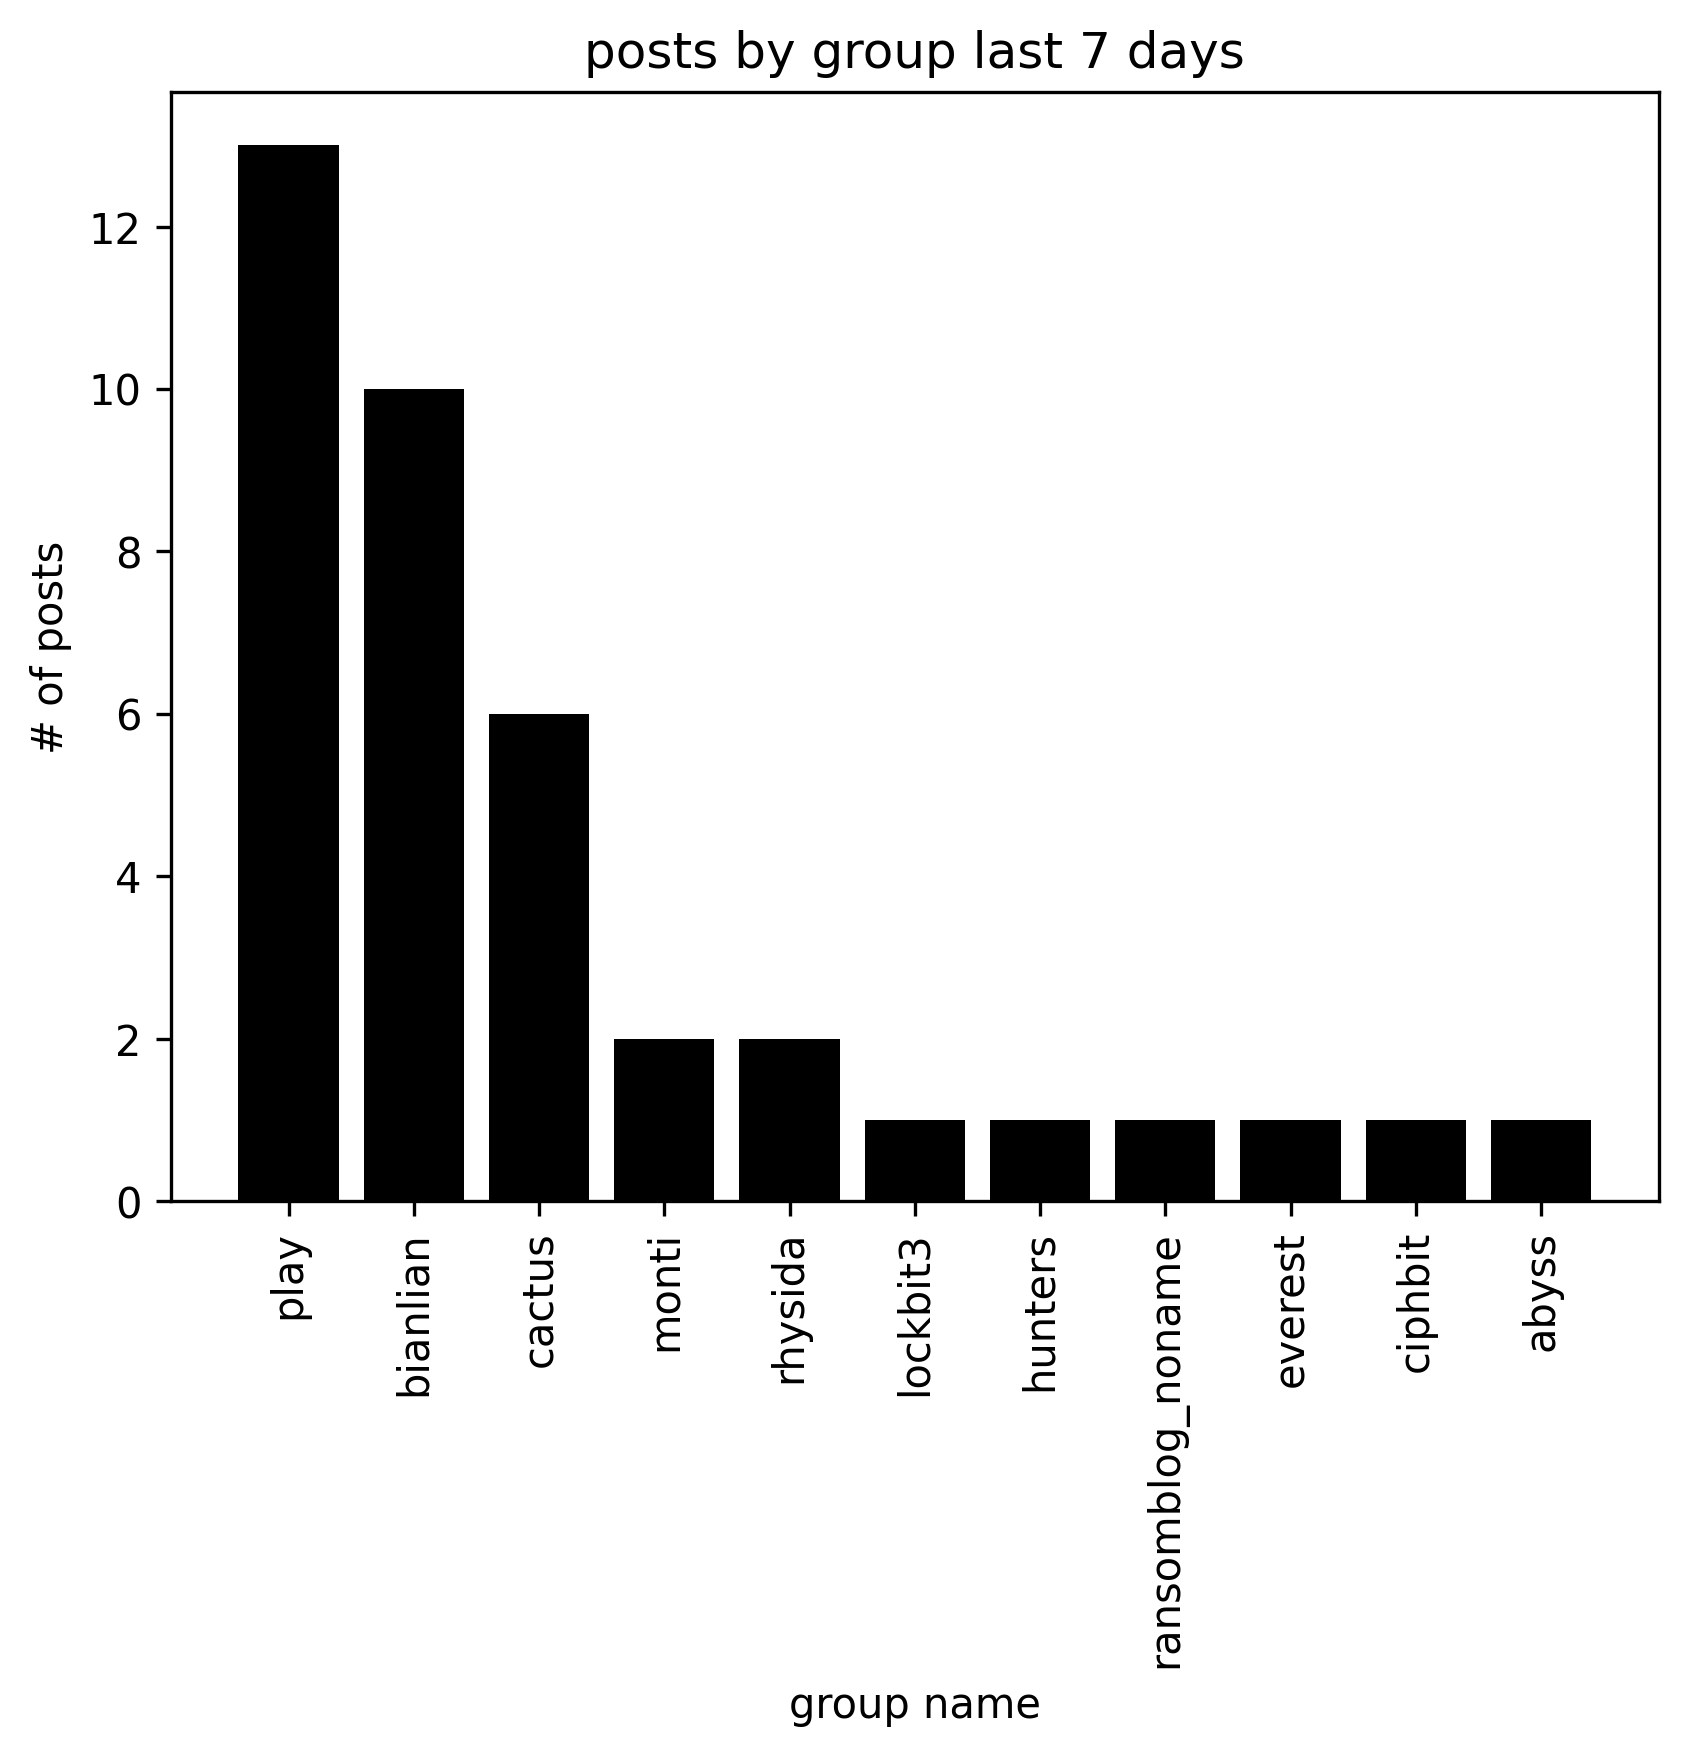 posts by group last 7 days
# of posts
12
10
8
6
4
2
0
play
bianlian
cactus
monti
rhysida
lockbit3
hunters
ransomblog_noname
everest
ciphbit
abyss
group name